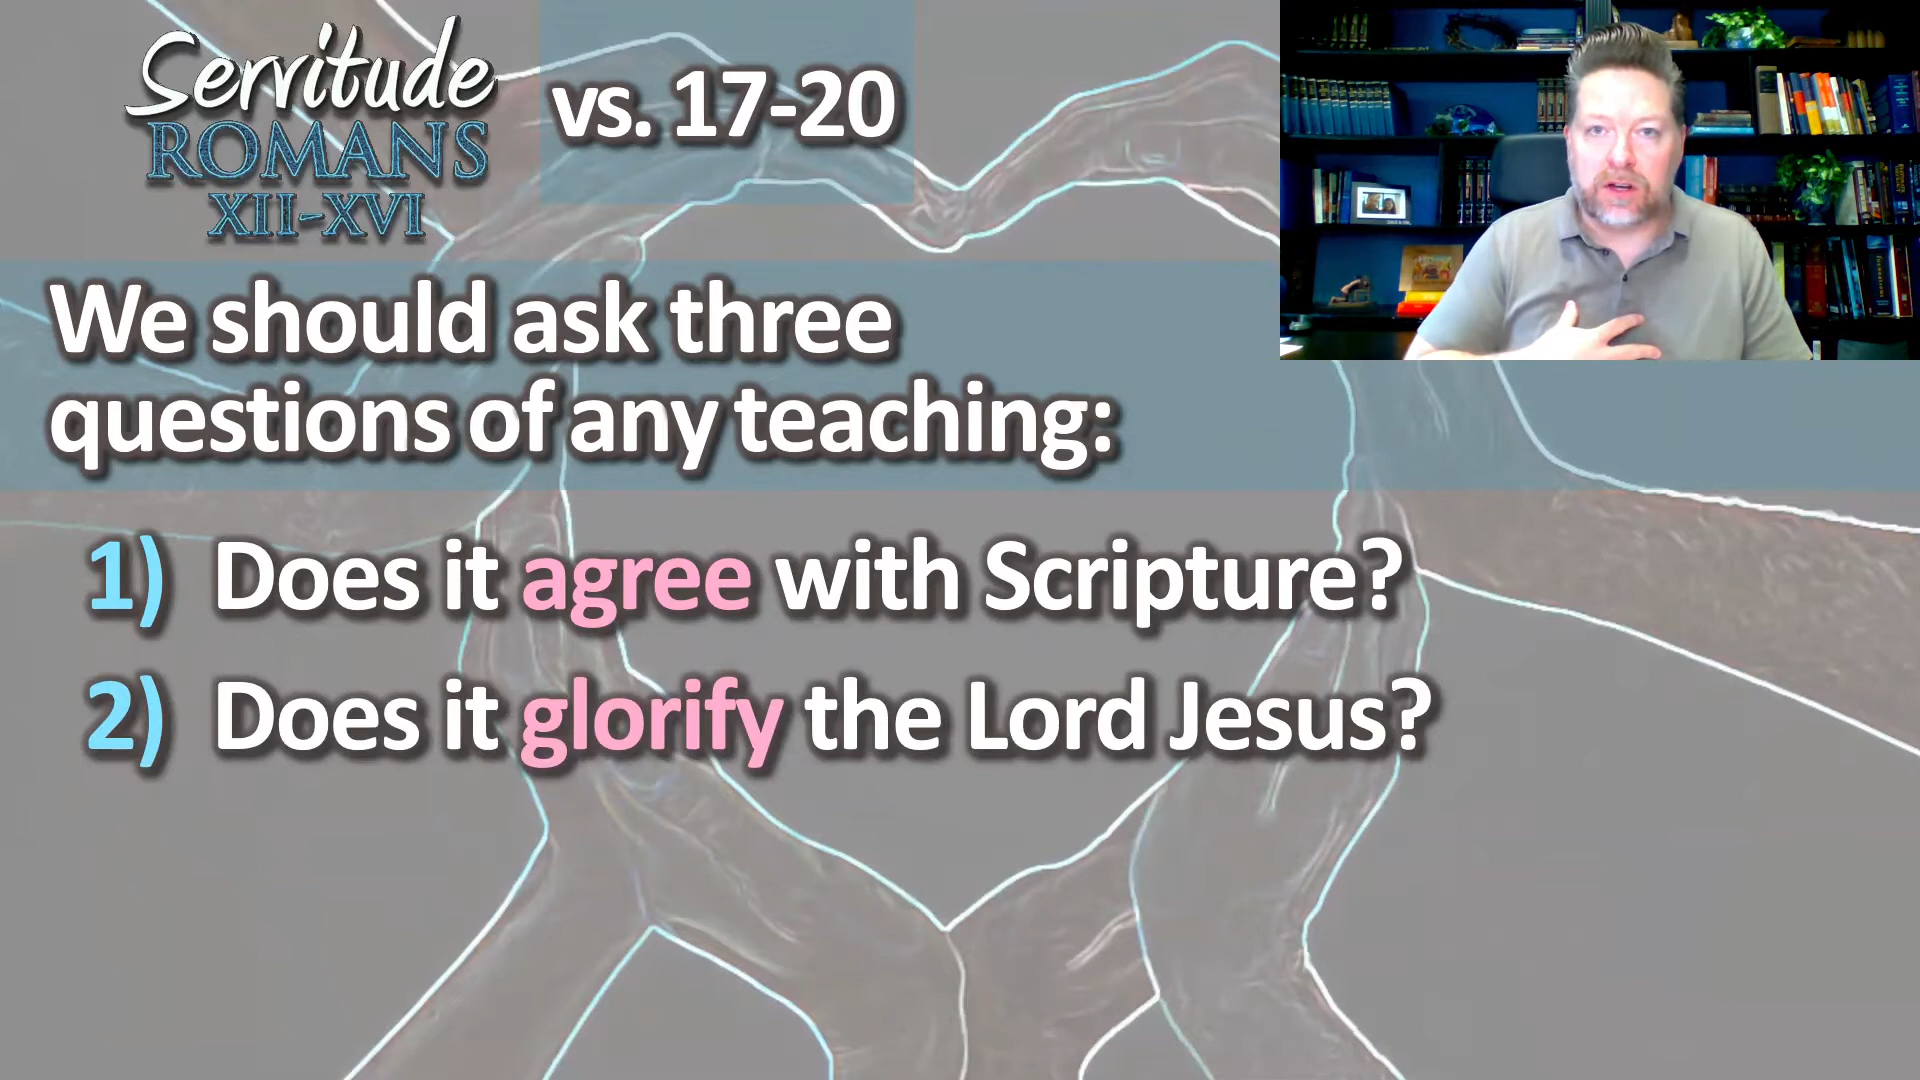 Servitude
ROMANS
XII-XVI
vs. 17-20
We should ask three
questions of any teaching:
1) Does it agree with Scripture?
2) Does it glorify the Lord Jesus?